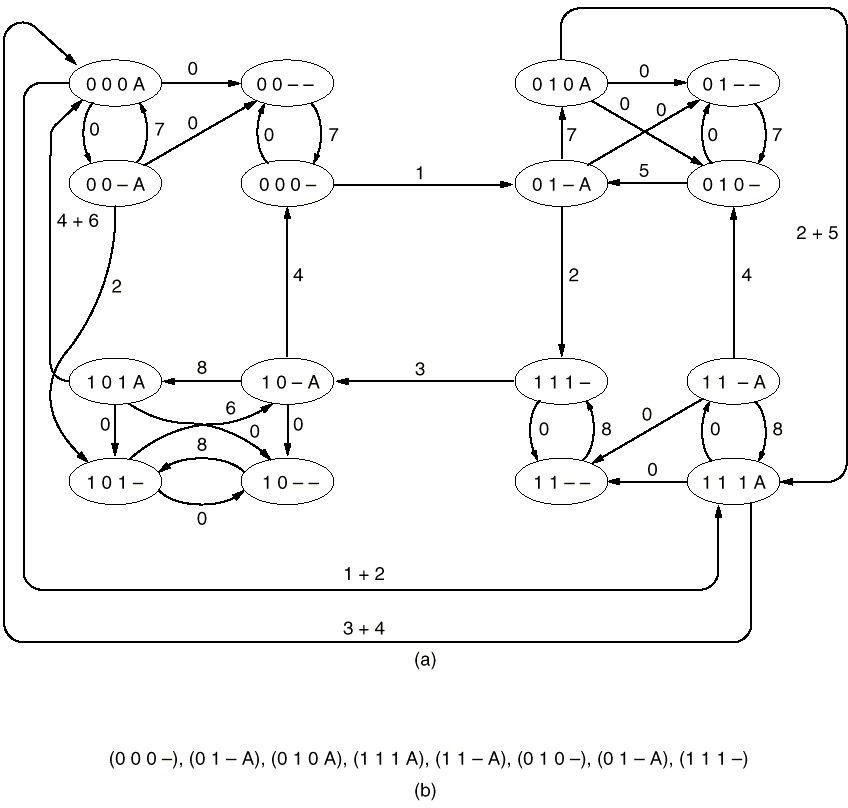 0 0 0 A 0 0 0 – – 0 1 0 A 0 0 1 – –
0 7 0 0 7 7 0 0 0 7
0 0 – A 0 0 0 – 1 0 1 – A 5 0 1 0 –
4 + 6 2 + 5
2 4 2 4
1 0 1 A 8 1 0 – A 3 1 1 1 – 1 1 – A
0 6 0 0 0 8 0 0 8
8
1 0 1 – 1 0 – – 1 1 – – 0 1 1 1 A
0
1 + 2
3 + 4
(a)
(0 0 0 –), (0 1 – A), (0 1 0 A), (1 1 1 A), (1 1 – A), (0 1 0 –), (0 1 – A), (1 1 1 –)
(b)